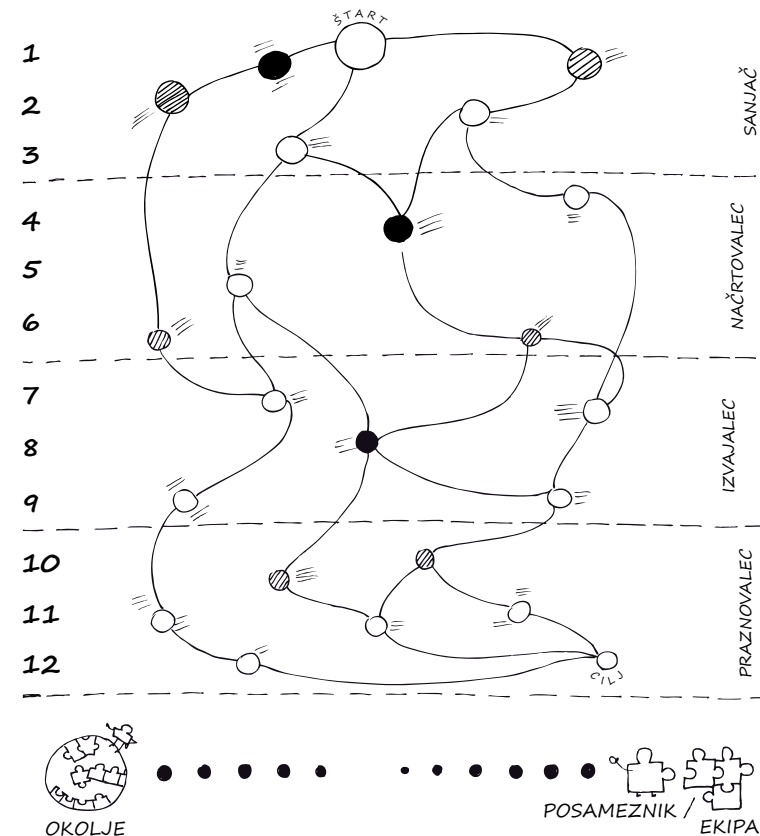 ŠTART
1
2
3
SANJAČ
4
5
6
NAČRTOVALEC
7
8
9
IZVAJALEC
10
11
12
PRAZNOVALEC
CILJ
OKOLJE
POSAMEZNIK /
EKIPA